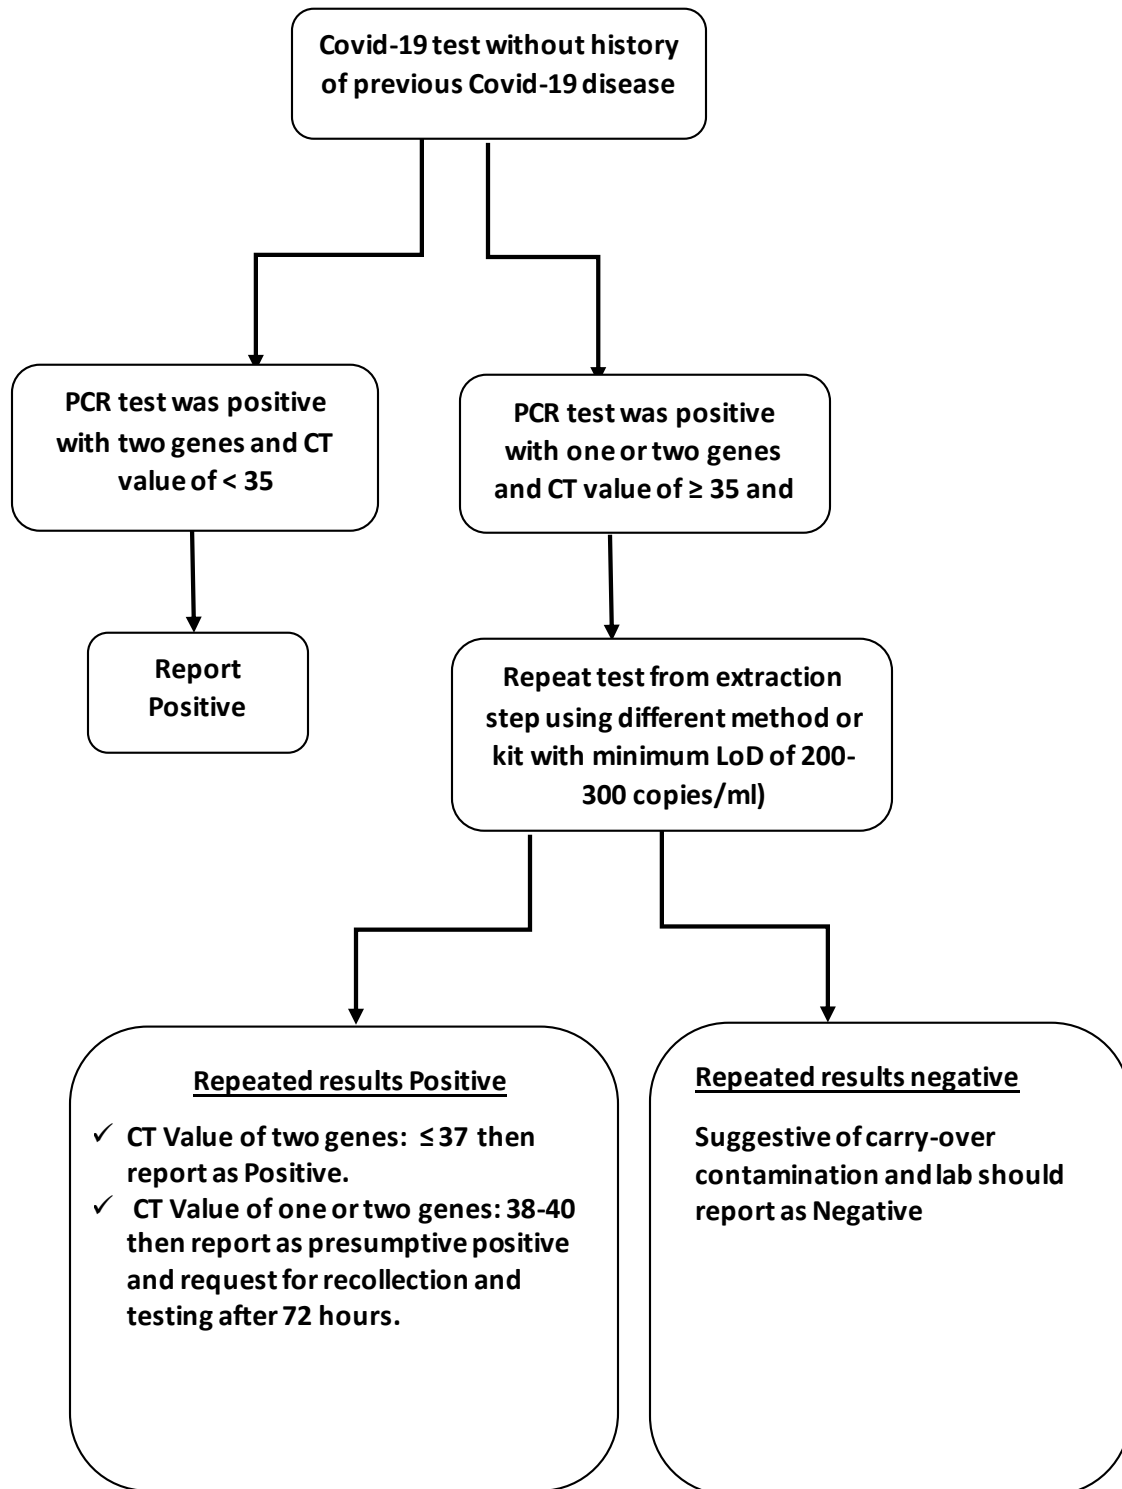 Covid-19 test without history
of previous Covid-19 disease
PCR test was positive
with two genes and CT
value of < 35
PCR test was positive
with one or two genes
and CT value of ≥ 35 and
Report
Positive
Repeat test from extraction
step using different method or
kit with minimum LoD of 200-
300 copies/ml)
Repeated results Positive
✓ CT Value of two genes: ≤ 37 then
report as Positive.
✓ CT Value of one or two genes: 38-40
then report as presumptive positive
and request for recollection and
testing after 72 hours.
Repeated results negative
Suggestive of carry-over
contamination and lab should
report as Negative